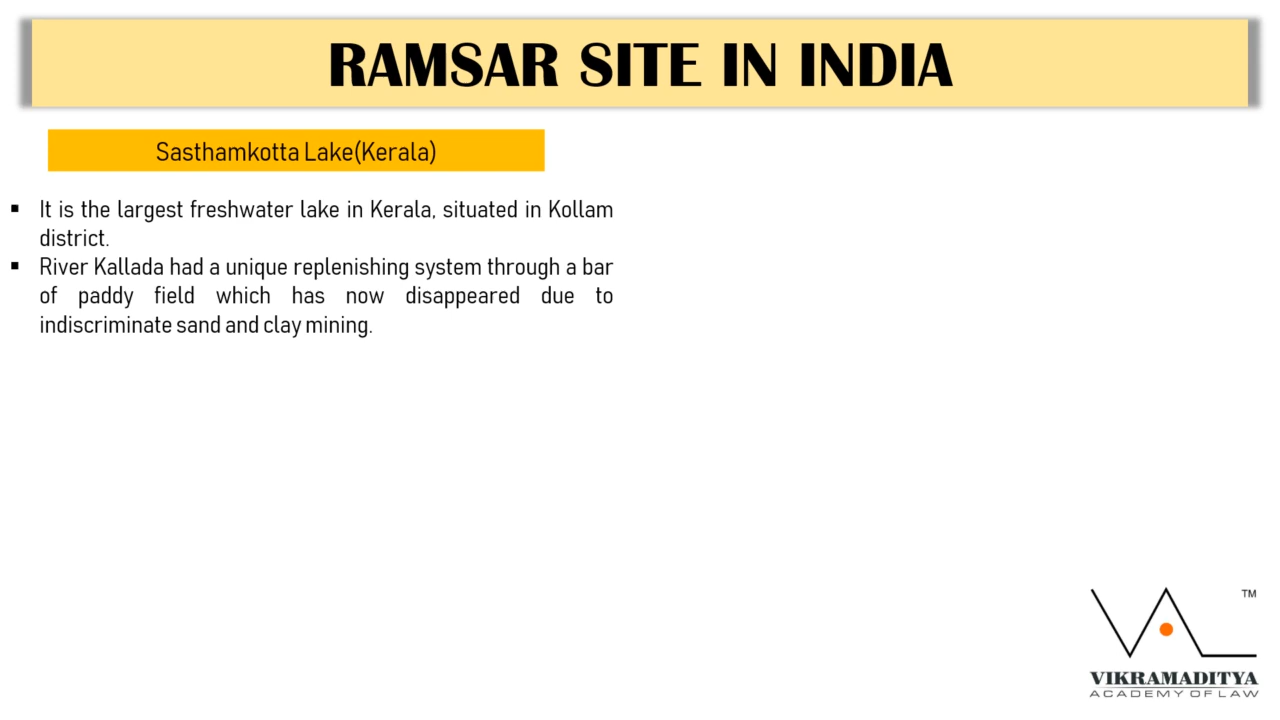 RAMSAR SITE IN INDIA
Sasthamkotta Lake(Kerala)
▪ It is the largest freshwater lake in Kerala, situated in Kollam
district.
▪ River Kallada had a unique replenishing system through a bar
of paddy field which has now disappeared due to
indiscriminate sand and clay mining.
TM
VIKRAMADITYA
ACADEMY OF LAW